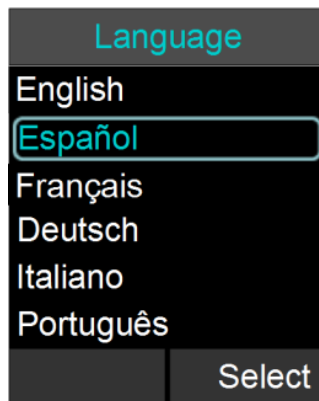 Language
English
Español
Français
Deutsch
Italiano
Português
Select